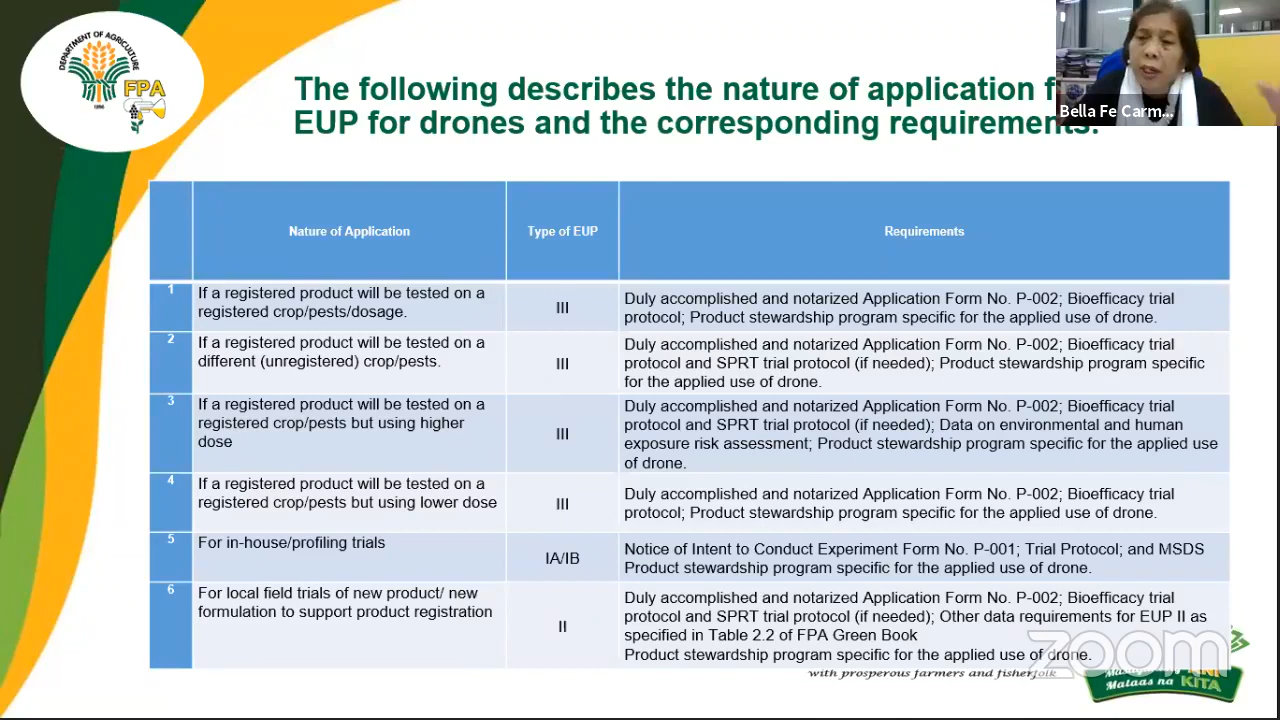 DEPARTMENT OF AGRICULTURE
1898
FPA
The following describes the nature of application f
EUP for drones and the corresponding requirements.
Bella Fe Carm...
Nature of Application
Type of EUP
Requirements
1
If a registered product will be tested on a
registered crop/pests/dosage.
III
Duly accomplished and notarized Application Form No. P-002; Bioefficacy trial
protocol; Product stewardship program specific for the applied use of drone.
2
If a registered product will be tested on a
different (unregistered) crop/pests.
III
Duly accomplished and notarized Application Form No. P-002; Bioefficacy trial
protocol and SPRT trial protocol (if needed); Product stewardship program specific
for the applied use of drone.
3
If a registered product will be tested on a
registered crop/pests but using higher
dose
III
Duly accomplished and notarized Application Form No. P-002; Bioefficacy trial
protocol and SPRT trial protocol (if needed); Data on environmental and human
exposure risk assessment; Product stewardship program specific for the applied use
of drone.
4
If a registered product will be tested on a
registered crop/pests but using lower dose
III
Duly accomplished and notarized Application Form No. P-002; Bioefficacy trial
protocol; Product stewardship program specific for the applied use of drone.
5
For in-house/profiling trials
IA/IB
Notice of Intent to Conduct Experiment Form No. P-001; Trial Protocol; and MSDS
Product stewardship program specific for the applied use of drone.
6
For local field trials of new product/ new
formulation to support product registration
II
Duly accomplished and notarized Application Form No. P-002; Bioefficacy trial
protocol and SPRT trial protocol (if needed); Other data requirements for EUP II as
specified in Table 2.2 of FPA Green Book
Product stewardship program specific for the applied use of drone.
zoom
with prosperous farmers and fisherfolk
Mataas na KITA